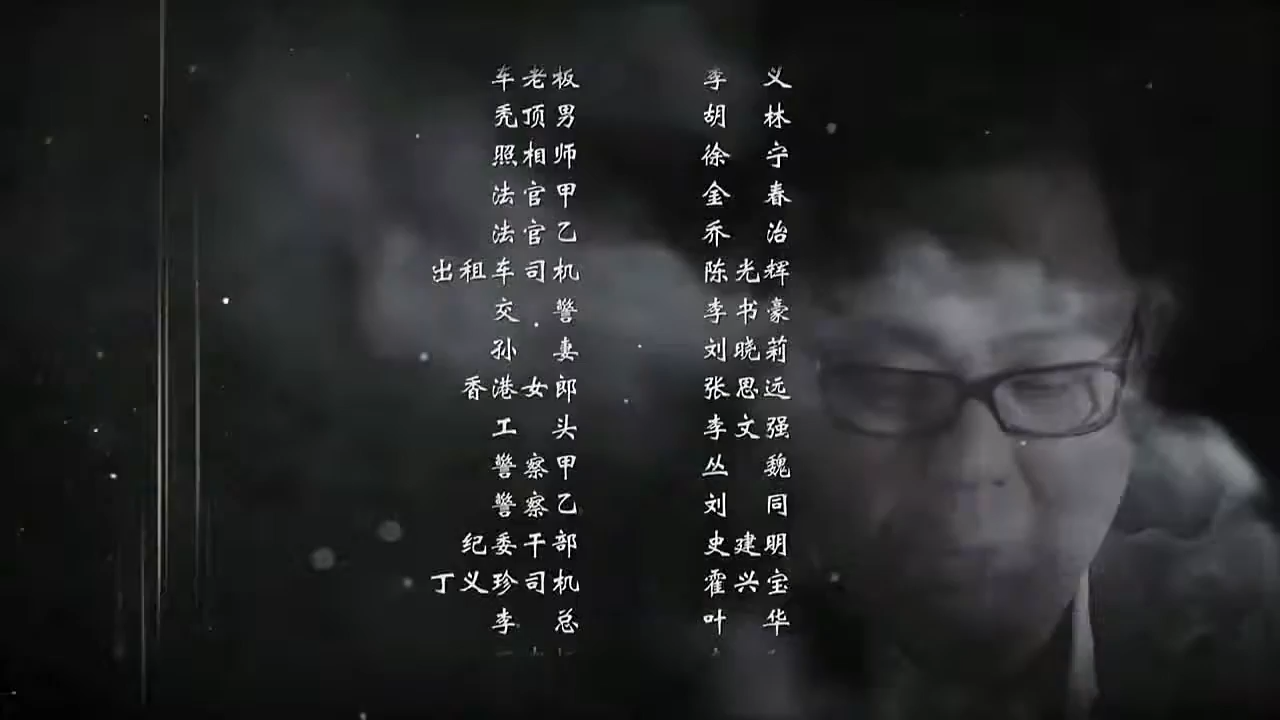 车老板 李义
秃顶男 胡林
照相师 徐宁
法官甲 金春
法官乙 乔治
出租车司机 陈光辉
交警 李书豪
孙妻 刘晓莉
香港女郎 张思远
工头 李文强
警察甲 丛魏
警察乙 刘同
纪委干部 史建明
丁义珍司机 霍兴宝
李总 叶华